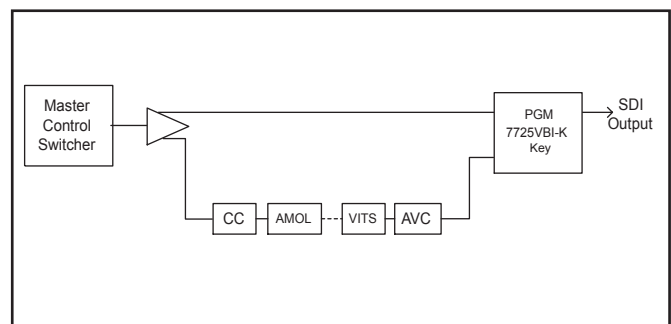 Master
Control
Switcher
PGM
7725VBI-K
Key
SDI
Output
CC
AMOL
VITS
AVC